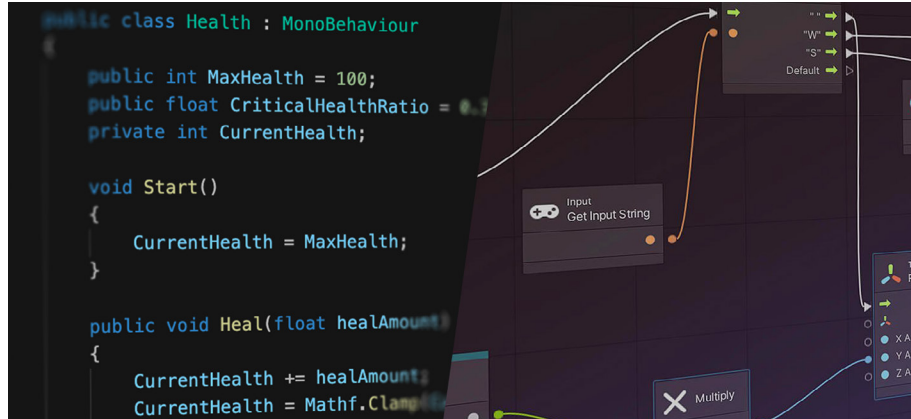 public class Health : MonoBehaviour
{
public int MaxHealth = 100;
public float CriticalHealthRatio =
private int CurrentHealth;
void Start()
{
CurrentHealth = MaxHealth;
}
public void Heal(float healAmount)
{
CurrentHealth += healAmount;
CurrentHealth = Mathf.Clamp(
" "
"W"
"S"
Default
Input
Get Input String
X A
Y A
Z A
Multiply